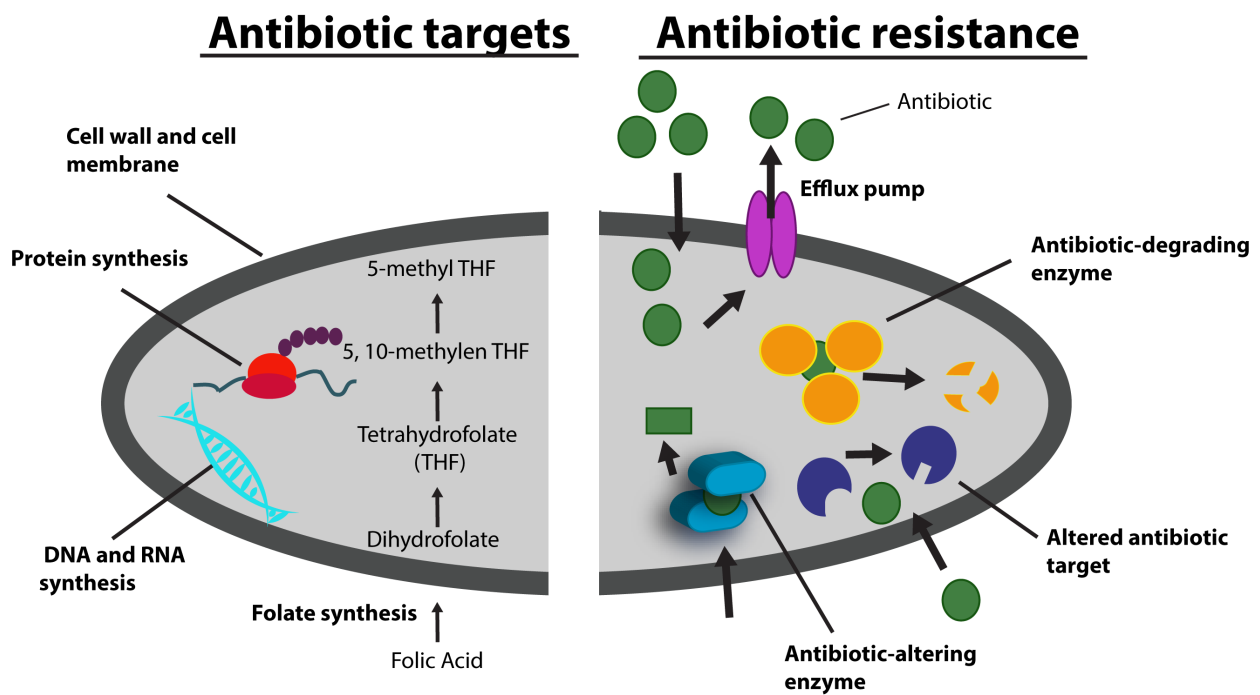 Antibiotic targets
Antibiotic resistance
Antibiotic
Cell wall and cell
membrane
Efflux pump
Protein synthesis
Antibiotic-degrading
enzyme
5-methyl THF
5, 10-methylen THF
Tetrahydrofolate
(THF)
Dihydrofolate
DNA and RNA
synthesis
Altered antibiotic
target
Folate synthesis
Folic Acid
Antibiotic-altering
enzyme